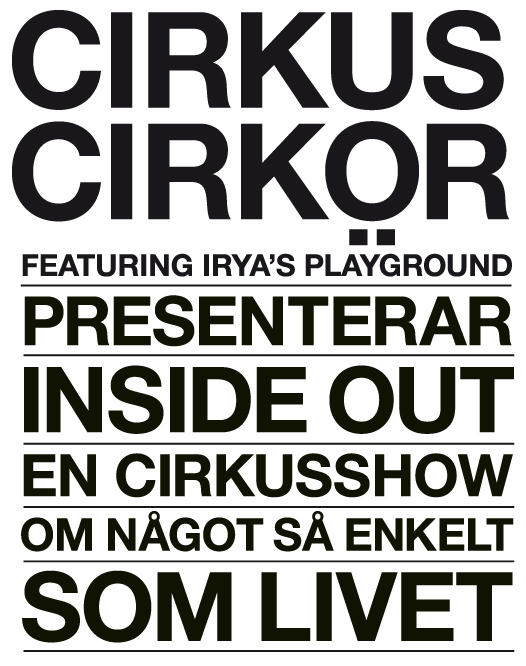 CIRKUS
CIRKÖR
FEATURING IRYA'S PLAYGROUND
PRESENTERAR
INSIDE OUT
EN CIRKUSSHOW
OM NÅGOT SÅ ENKELT
SOM LIVET